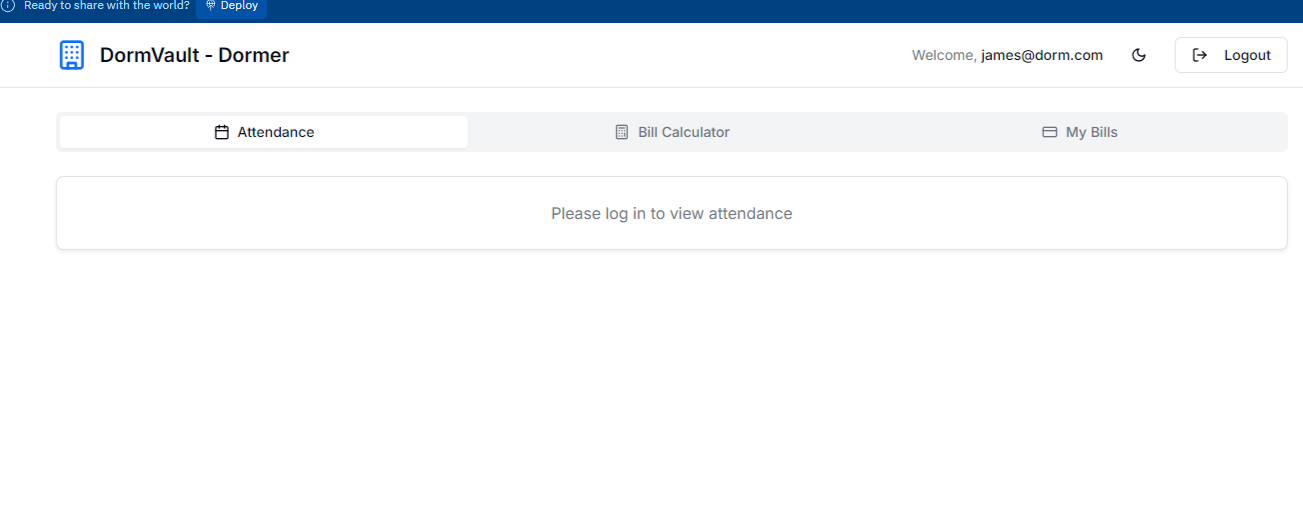 Ready to share with the world? Deploy
DormVault - Dormer
Welcome, james@dorm.com
Logout
Attendance
Bill Calculator
My Bills
Please log in to view attendance